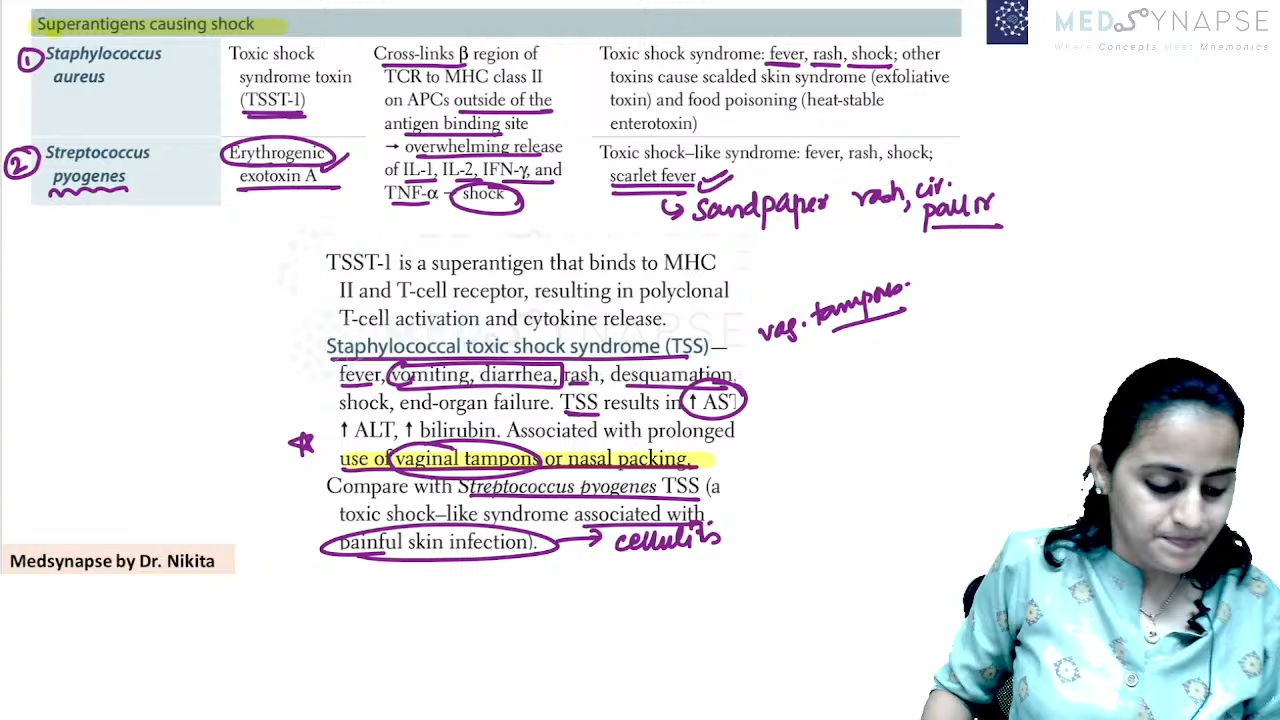 Superantigens causing shock
MEDSYNAPSE
Where Concepts Meet Mnemonics
1 Staphylococcus
aureus
Toxic shock
syndrome toxin
(TSST-1)
Cross-links β region of
TCR to MHC class II
on APCs outside of the
antigen binding site
→ overwhelming release
of IL-1, IL-2, IFN-γ, and
TNF-α → shock
Toxic shock syndrome: fever, rash, shock; other
toxins cause scalded skin syndrome (exfoliative
toxin) and food poisoning (heat-stable
enterotoxin)
2 Streptococcus
pyogenes
Erythrogenic
exotoxin A
Toxic shock–like syndrome: fever, rash, shock;
scarlet fever
↳ Sandpaper rash, cir.
pallor
TSST-1 is a superantigen that binds to MHC
II and T-cell receptor, resulting in polyclonal
T-cell activation and cytokine release.
vag. tampons.
Staphylococcal toxic shock syndrome (TSS)—
fever, vomiting, diarrhea, rash, desquamation,
shock, end-organ failure. TSS results in ↑ AST
↑ ALT, ↑ bilirubin. Associated with prolonged
use of vaginal tampons or nasal packing.
Compare with Streptococcus pyogenes TSS (a
toxic shock–like syndrome associated with
painful skin infection). → cellulitis
Medsynapse by Dr. Nikita